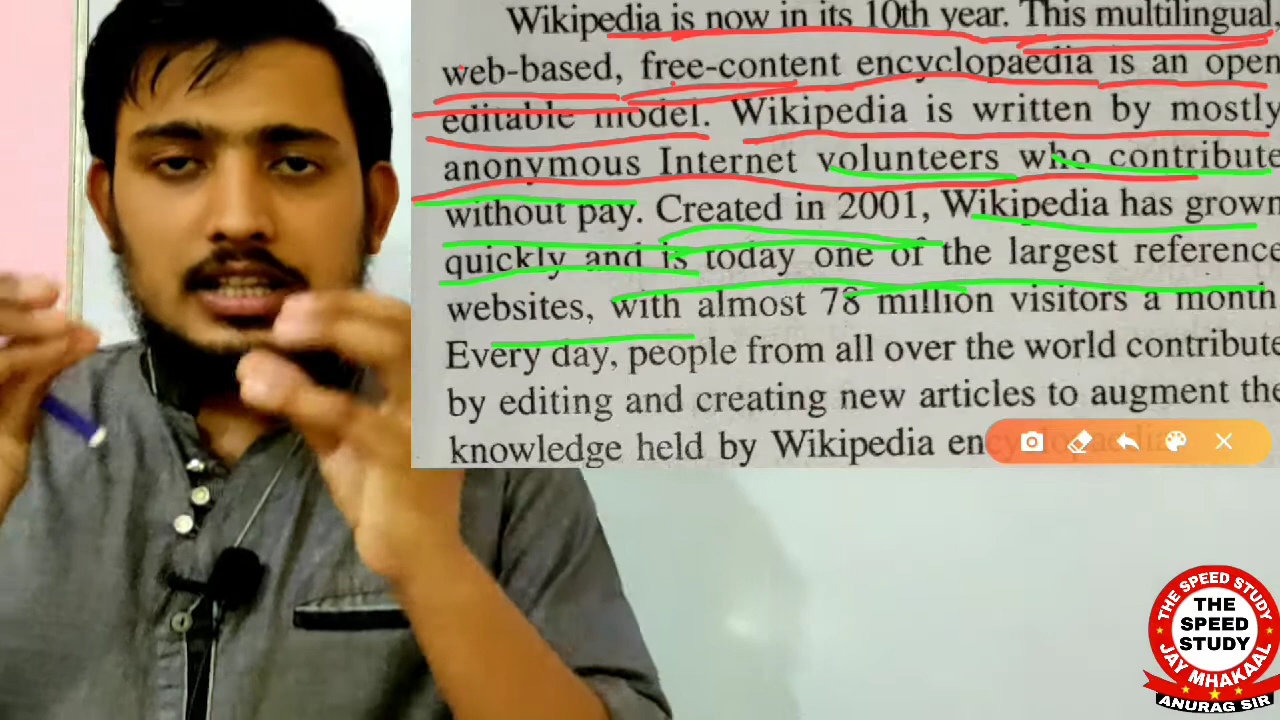 Wikipedia is now in its 10th year. This multilingual,
web-based, free-content encyclopaedia is an open
editable model. Wikipedia is written by mostly
anonymous Internet volunteers who contribute
without pay. Created in 2001, Wikipedia has grown
quickly and is today one of the largest reference
websites, with almost 78 million visitors a month.
Every day, people from all over the world contribute
by editing and creating new articles to augment the
knowledge held by Wikipedia encyclopaedia
THE SPEED STUDY
THE
SPEED
STUDY
JAY MHAKAAL
ANURAG SIR